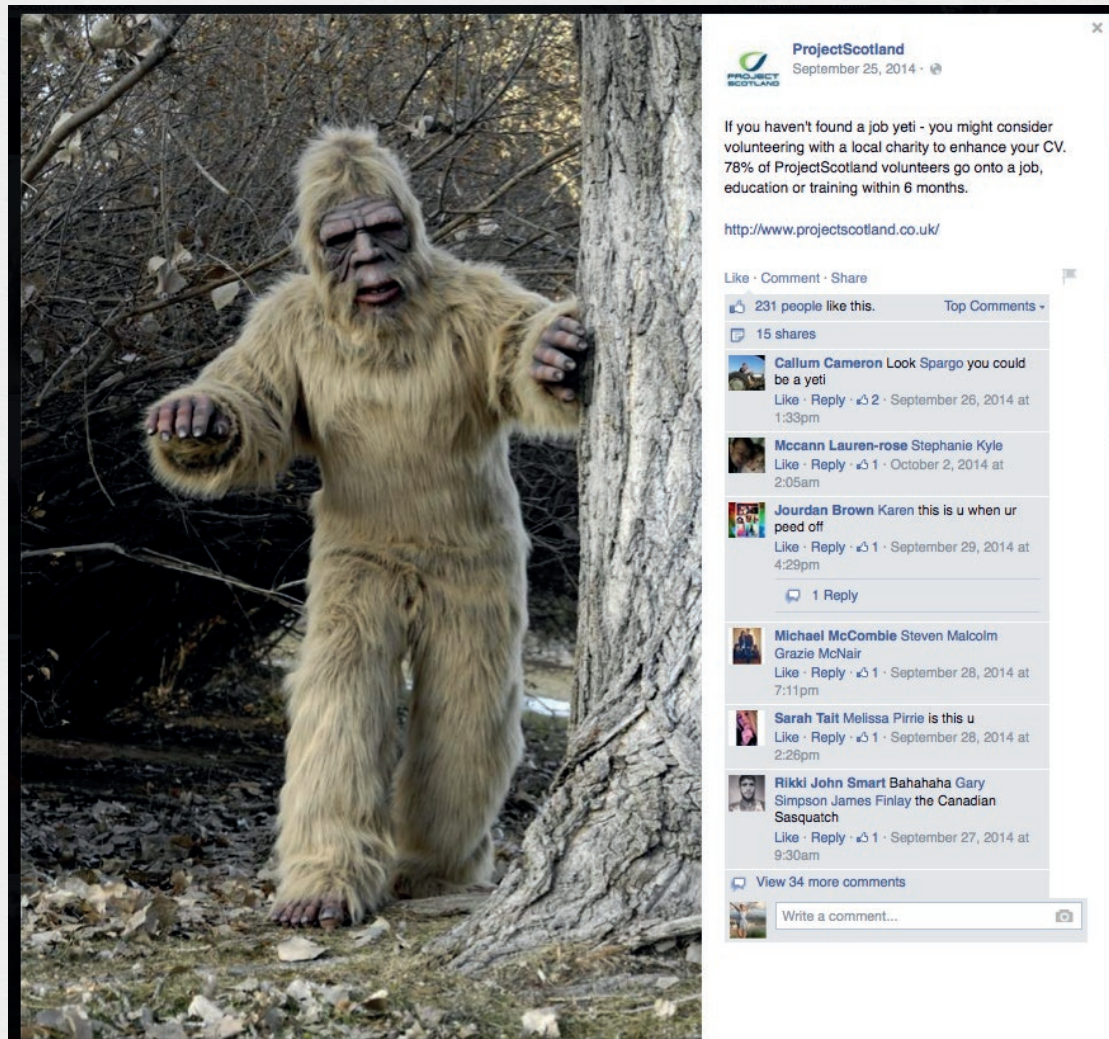 ProjectScotland
September 25, 2014 ·
PROJECT
SCOTLAND
If you haven't found a job yeti - you might consider
volunteering with a local charity to enhance your CV.
78% of ProjectScotland volunteers go onto a job,
education or training within 6 months.
http://www.projectscotland.co.uk/
Like · Comment · Share
231 people like this. Top Comments
15 shares
Callum Cameron Look Spargo you could
be a yeti
Like · Reply · 2 · September 26, 2014 at
1:33pm
Mccann Lauren-rose Stephanie Kyle
Like · Reply · 1 · October 2, 2014 at
2:05am
Jourdan Brown Karen this is u when ur
peed off
Like · Reply · 1 · September 29, 2014 at
4:29pm
1 Reply
Michael McCombie Steven Malcolm
Grazie McNair
Like · Reply · 1 · September 28, 2014 at
7:11pm
Sarah Tait Melissa Pirrie is this u
Like · Reply · 1 · September 28, 2014 at
2:26pm
Rikki John Smart Bahahaha Gary
Simpson James Finlay the Canadian
Sasquatch
Like · Reply · 1 · September 27, 2014 at
9:30am
View 34 more comments
Write a comment...